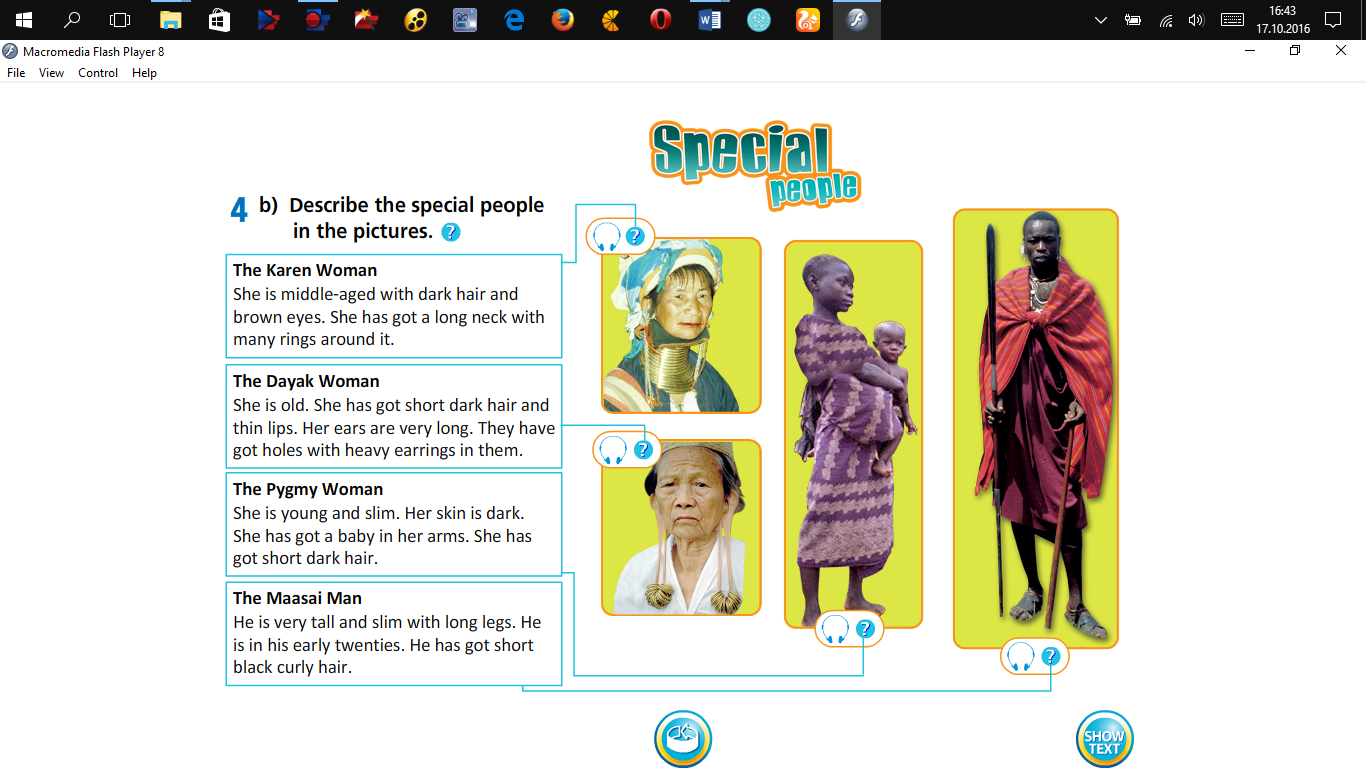 16:43
17.10.2016
Macromedia Flash Player 8
File View Control Help
Special
people
4 b) Describe the special people
in the pictures. ?
?
The Karen Woman
She is middle-aged with dark hair and
brown eyes. She has got a long neck with
many rings around it.
The Dayak Woman
She is old. She has got short dark hair and
thin lips. Her ears are very long. They have
got holes with heavy earrings in them.
?
The Pygmy Woman
She is young and slim. Her skin is dark.
She has got a baby in her arms. She has
got short dark hair.
The Maasai Man
He is very tall and slim with long legs. He
is in his early twenties. He has got short
black curly hair.
?
?
SHOW
TEXT